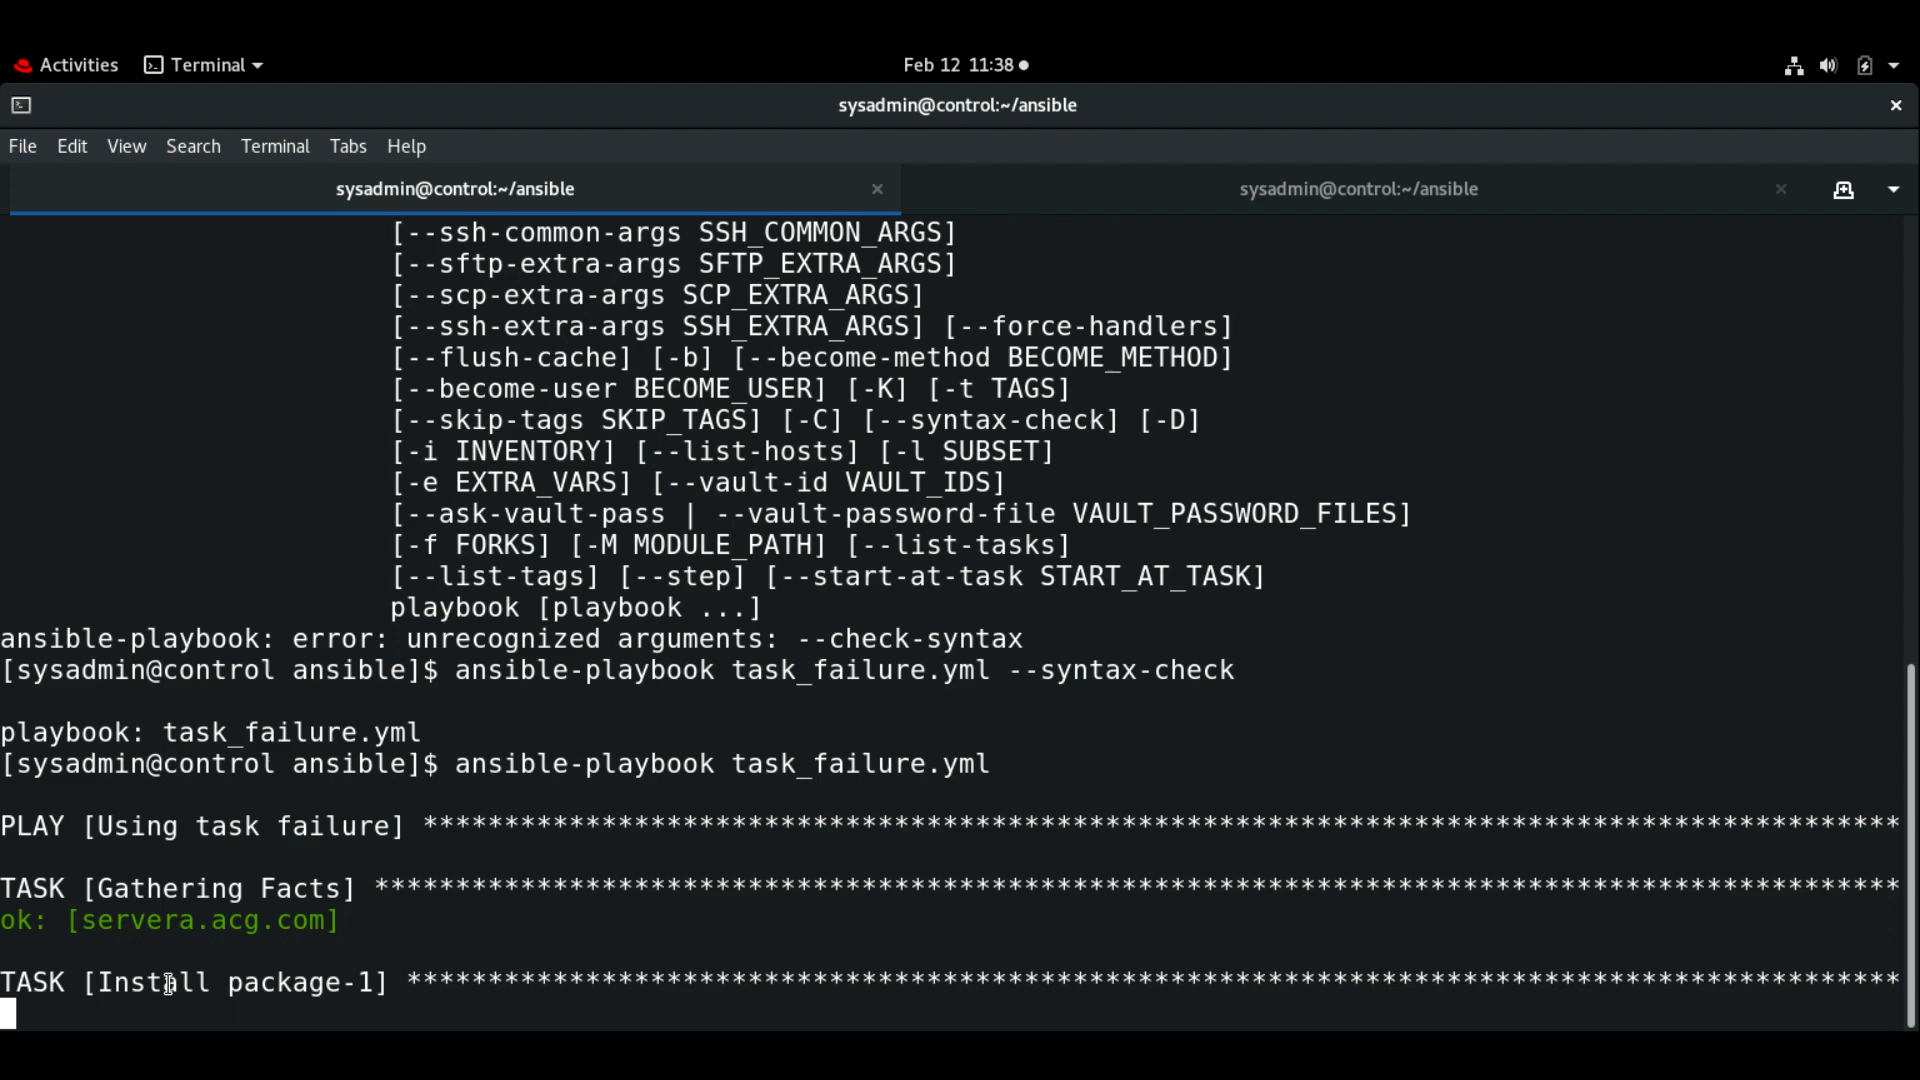 Activities Terminal Feb 12 11:38
sysadmin@control:~/ansible
File Edit View Search Terminal Tabs Help
sysadmin@control:~/ansible sysadmin@control:~/ansible
[--ssh-common-args SSH_COMMON_ARGS]
[--sftp-extra-args SFTP_EXTRA_ARGS]
[--scp-extra-args SCP_EXTRA_ARGS]
[--ssh-extra-args SSH_EXTRA_ARGS] [--force-handlers]
[--flush-cache] [-b] [--become-method BECOME_METHOD]
[--become-user BECOME_USER] [-K] [-t TAGS]
[--skip-tags SKIP_TAGS] [-C] [--syntax-check] [-D]
[-i INVENTORY] [--list-hosts] [-l SUBSET]
[-e EXTRA_VARS] [--vault-id VAULT_IDS]
[--ask-vault-pass | --vault-password-file VAULT_PASSWORD_FILES]
[-f FORKS] [-M MODULE_PATH] [--list-tasks]
[--list-tags] [--step] [--start-at-task START_AT_TASK]
playbook [playbook ...]
ansible-playbook: error: unrecognized arguments: --check-syntax
[sysadmin@control ansible]$ ansible-playbook task_failure.yml --syntax-check
playbook: task_failure.yml
[sysadmin@control ansible]$ ansible-playbook task_failure.yml
PLAY [Using task failure] *******************************************************************************************
TASK [Gathering Facts] **********************************************************************************************
ok: [servera.acg.com]
TASK [Install package-1] ********************************************************************************************